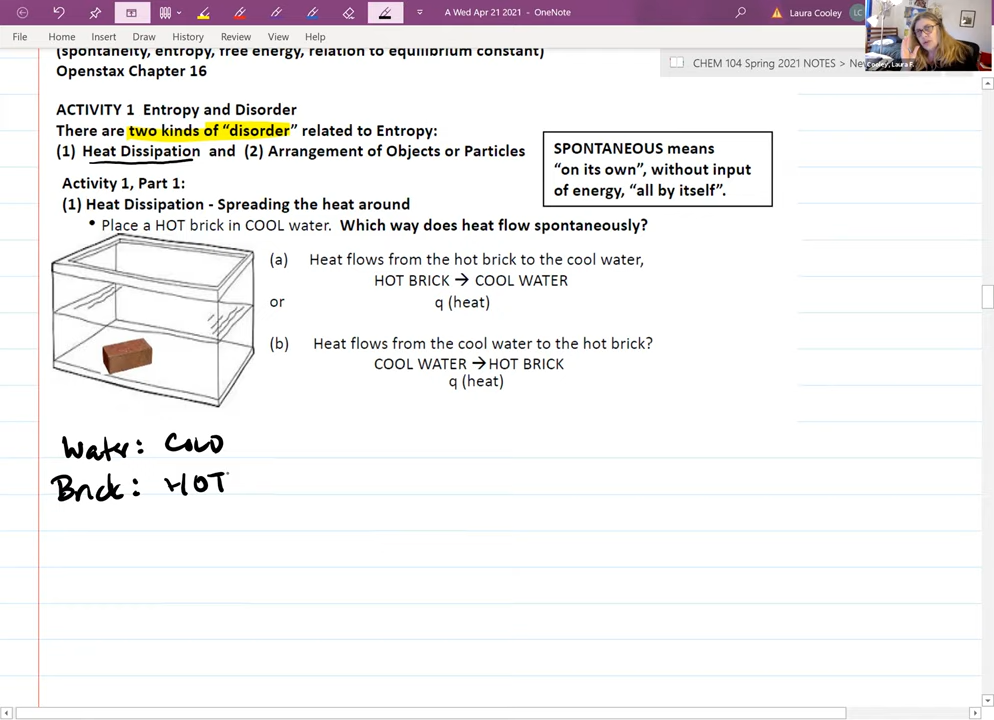 A Wed Apr 21 2021 - OneNote
Laura Cooley
LC
File Home Insert Draw History Review View Help
(spontaneity, entropy, free energy, relation to equilibrium constant)
Openstax Chapter 16
CHEM 104 Spring 2021 NOTES >
Cooley, Laura F.
ACTIVITY 1 Entropy and Disorder
There are two kinds of “disorder” related to Entropy:
(1) Heat Dissipation and (2) Arrangement of Objects or Particles
SPONTANEOUS means
“on its own”, without input
of energy, “all by itself”.
Activity 1, Part 1:
(1) Heat Dissipation - Spreading the heat around
• Place a HOT brick in COOL water. Which way does heat flow spontaneously?
(a) Heat flows from the hot brick to the cool water,
HOT BRICK → COOL WATER
or q (heat)
(b) Heat flows from the cool water to the hot brick?
COOL WATER → HOT BRICK
q (heat)
Water: COLD
Brick: HOT